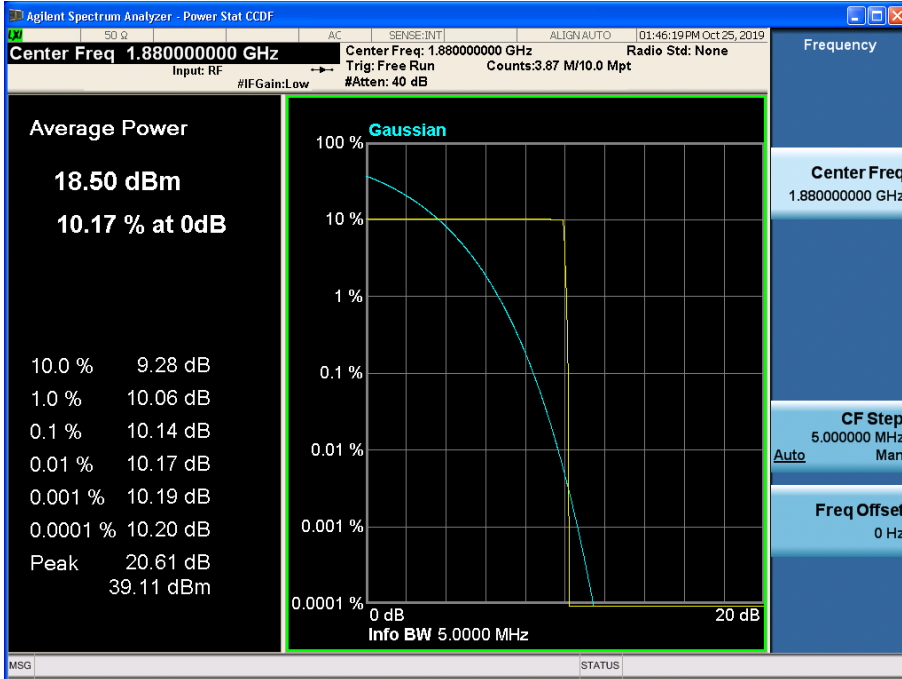 Agilent Spectrum Analyzer - Power Stat CCDF
LXI 50 Ω AC SENSE:INT ALIGN AUTO 01:46:19 PM Oct 25, 2019
Center Freq 1.880000000 GHz
Input: RF
#IFGain:Low
Center Freq: 1.880000000 GHz Radio Std: None
Trig: Free Run Counts:3.87 M/10.0 Mpt
#Atten: 40 dB
Average Power
18.50 dBm
10.17 % at 0dB
10.0 % 9.28 dB
1.0 % 10.06 dB
0.1 % 10.14 dB
0.01 % 10.17 dB
0.001 % 10.19 dB
0.0001 % 10.20 dB
Peak 20.61 dB
39.11 dBm
Gaussian
100 %
10 %
1 %
0.1 %
0.01 %
0.001 %
0.0001 %
0 dB 20 dB
Info BW 5.0000 MHz
Frequency
Center Freq
1.880000000 GHz
CF Step
5.000000 MHz
Auto Man
Freq Offset
0 Hz
MSG STATUS